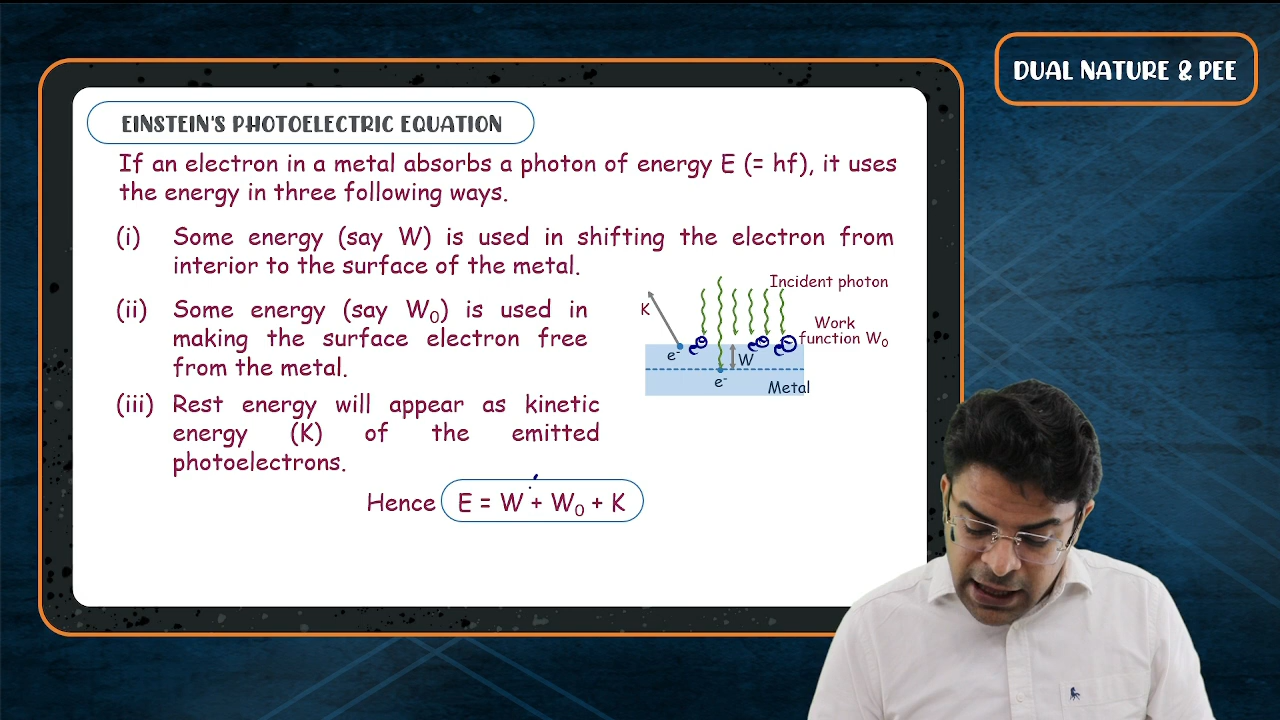 DUAL NATURE & PEE
EINSTEIN'S PHOTOELECTRIC EQUATION
If an electron in a metal absorbs a photon of energy E (= hf), it uses
the energy in three following ways.
(i) Some energy (say W) is used in shifting the electron from
interior to the surface of the metal.
(ii) Some energy (say W₀) is used in
making the surface electron free
from the metal.
(iii) Rest energy will appear as kinetic
energy (K) of the emitted
photoelectrons.
Hence E = W + W₀ + K
Incident photon
K
Work
function W₀
e⁻
W
e⁻
Metal